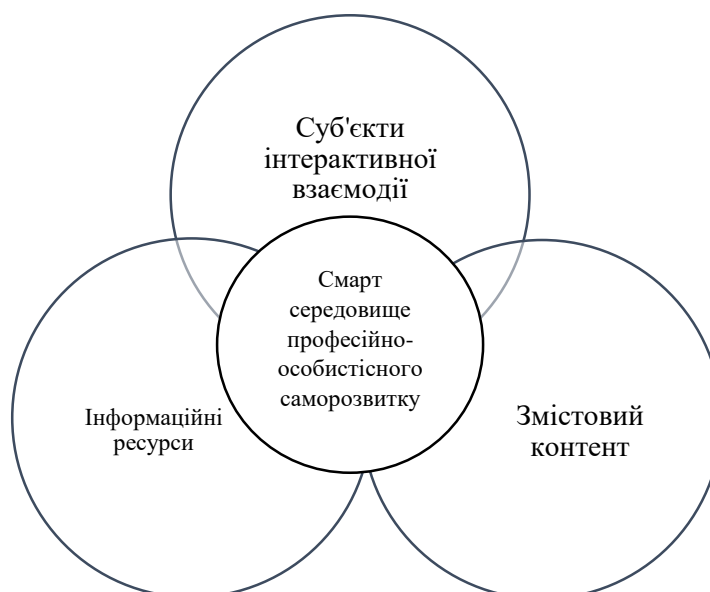 Суб'єкти
інтерактивної
взаємодії
Смарт
середовище
професійно-
особистісного
саморозвитку
Інформаційні
ресурси
Змістовий
контент